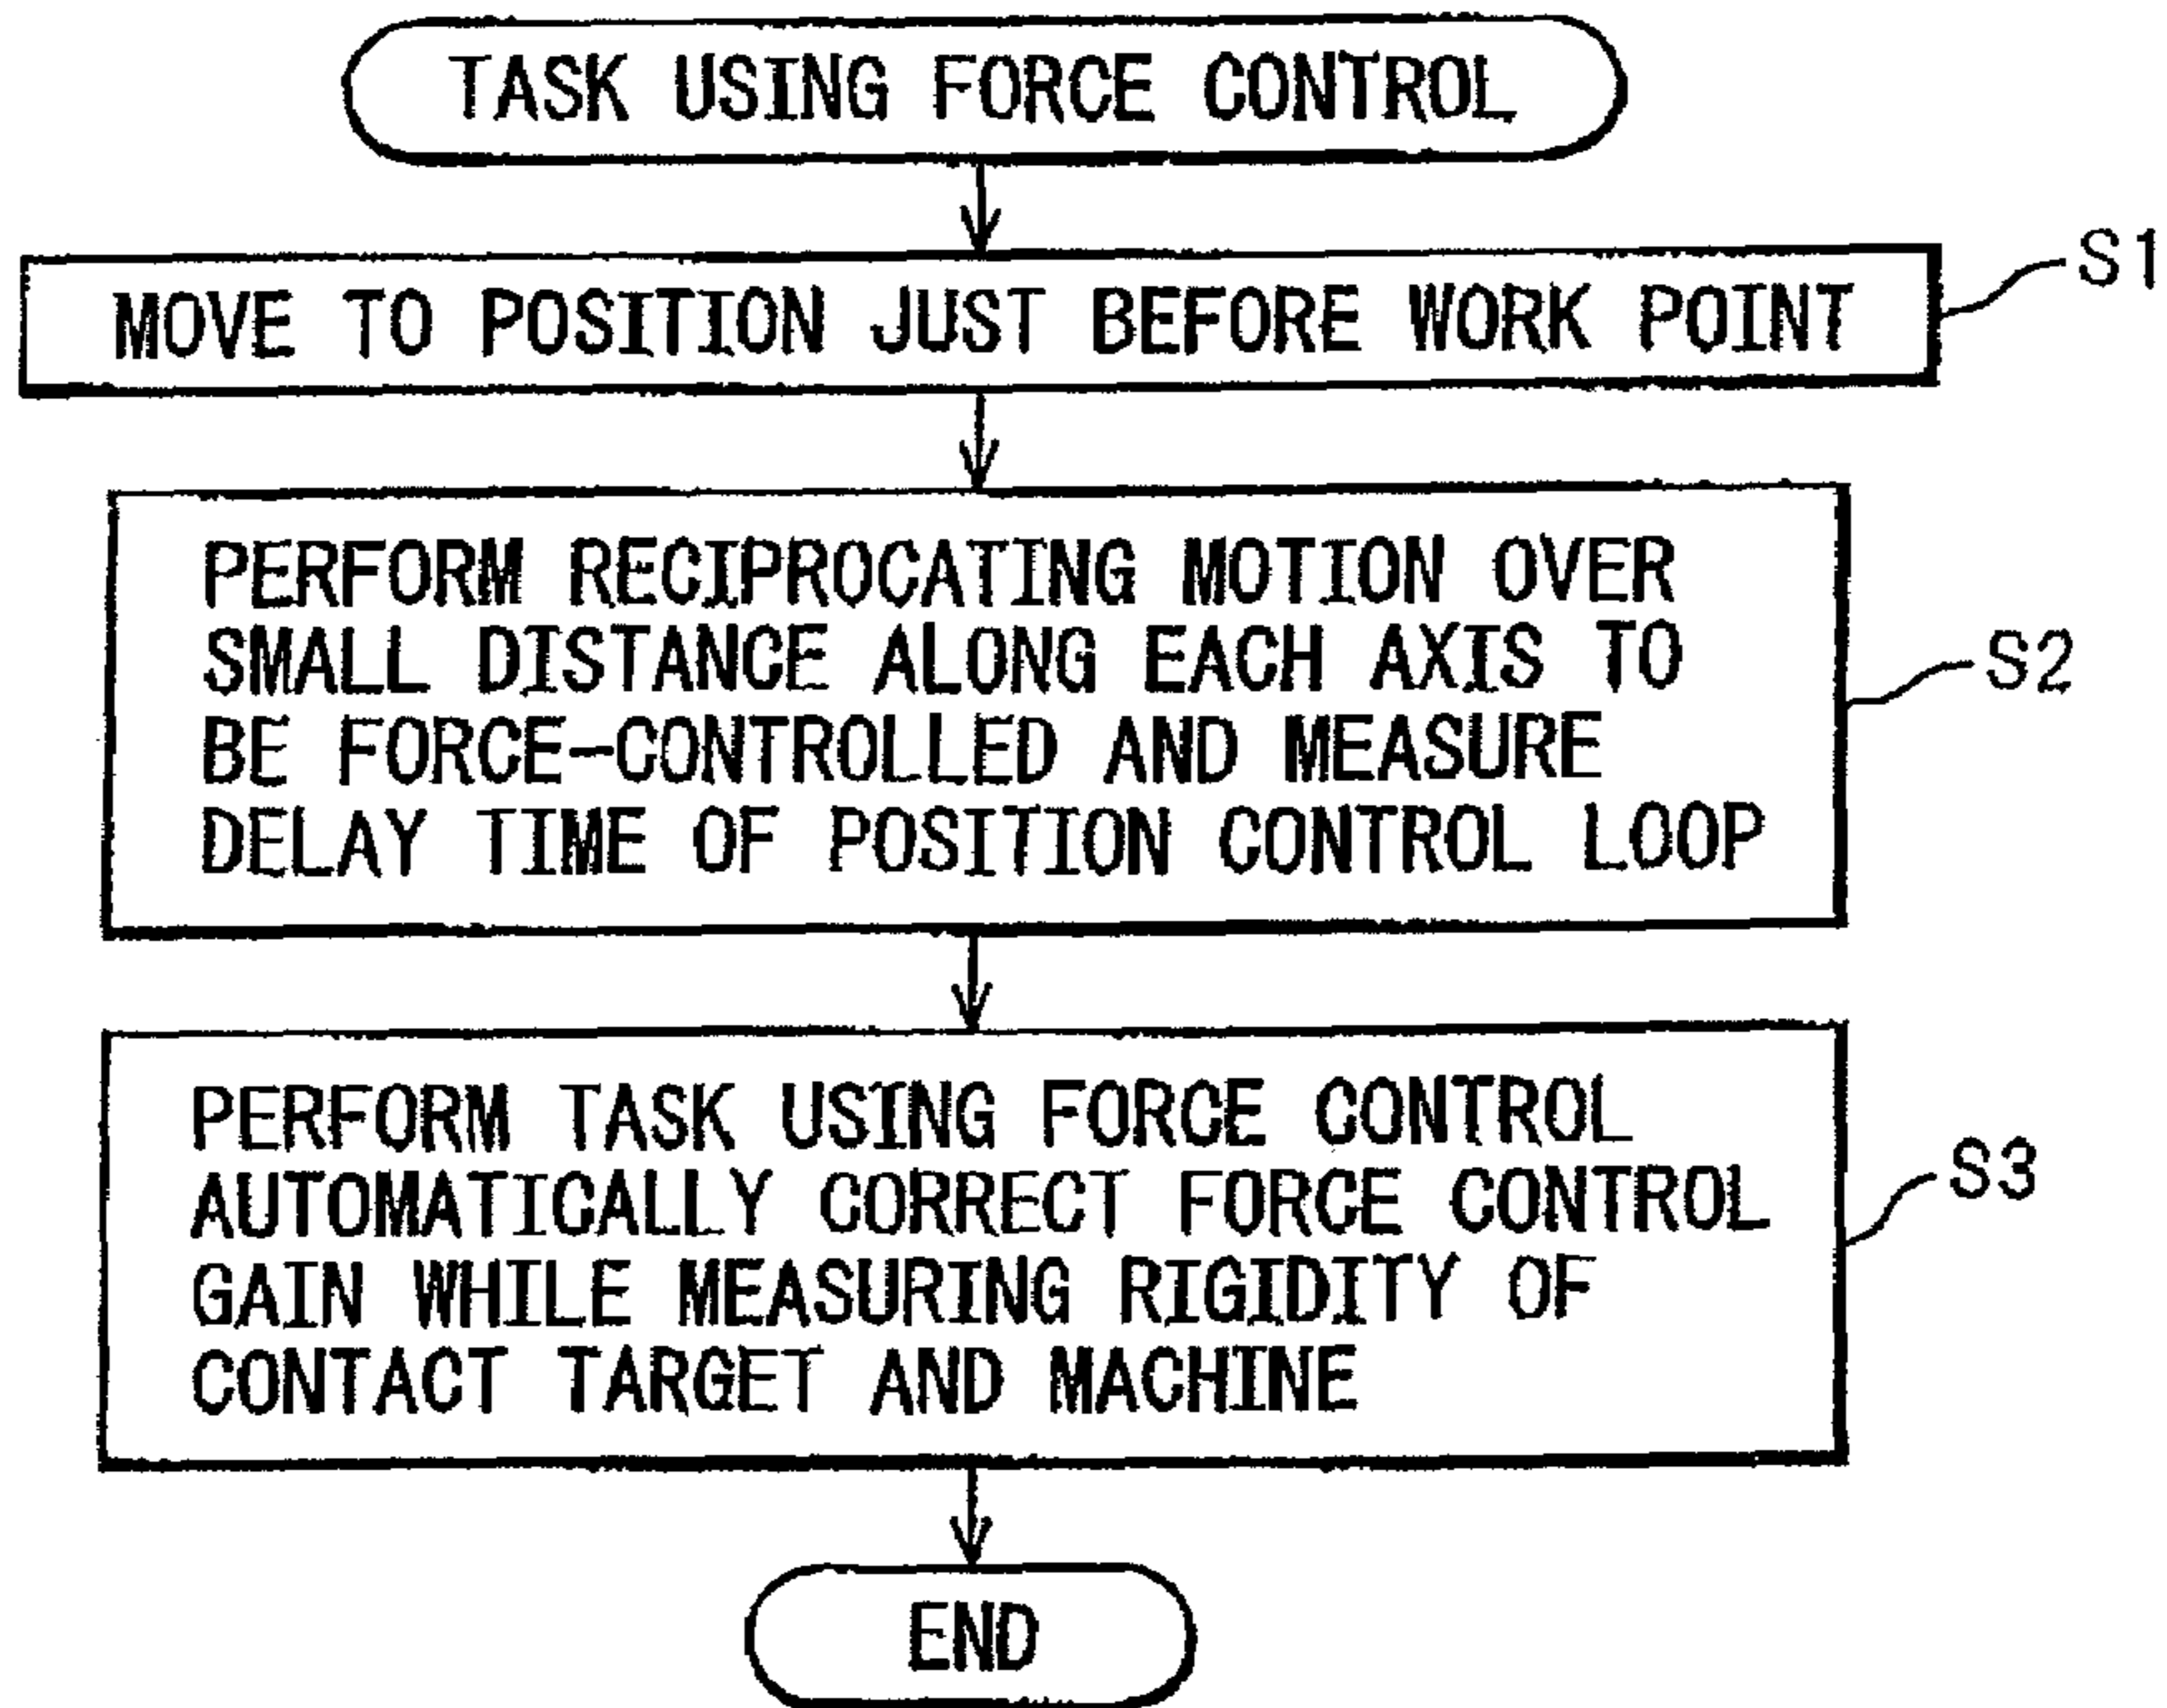 TASK USING FORCE CONTROL
MOVE TO POSITION JUST BEFORE WORK POINT
S1
PERFORM RECIPROCATING MOTION OVER
SMALL DISTANCE ALONG EACH AXIS TO
BE FORCE-CONTROLLED AND MEASURE
DELAY TIME OF POSITION CONTROL LOOP
S2
PERFORM TASK USING FORCE CONTROL
AUTOMATICALLY CORRECT FORCE CONTROL
GAIN WHILE MEASURING RIGIDITY OF
CONTACT TARGET AND MACHINE
S3
END